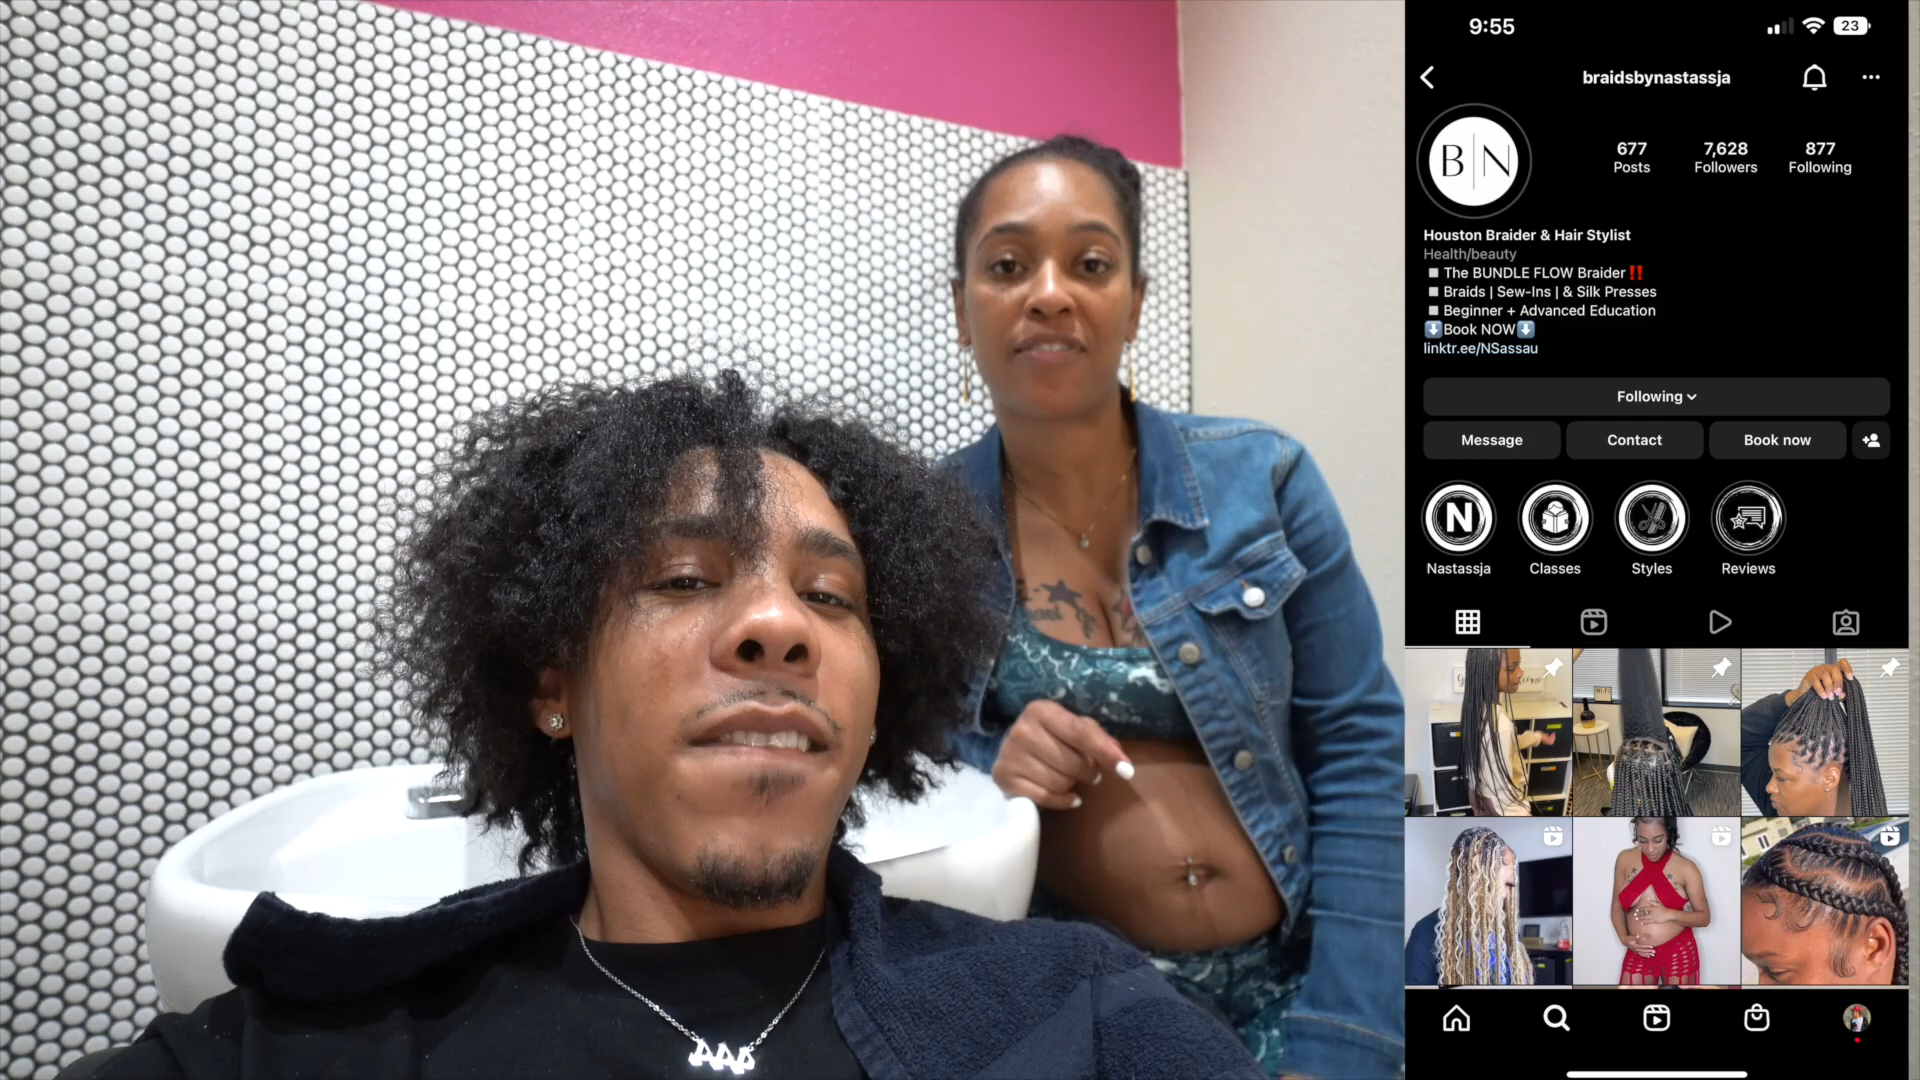 9:55
23
braidsbynastassja
B|N
677 7,628 877
Posts Followers Following
Houston Braider & Hair Stylist
Health/beauty
◻️ The BUNDLE FLOW Braider‼️
◻️ Braids | Sew-Ins | & Silk Presses
◻️ Beginner + Advanced Education
⬇️Book NOW⬇️
linktr.ee/NSassau
Following
Message Contact Book now
N
Nastassja Classes Styles Reviews